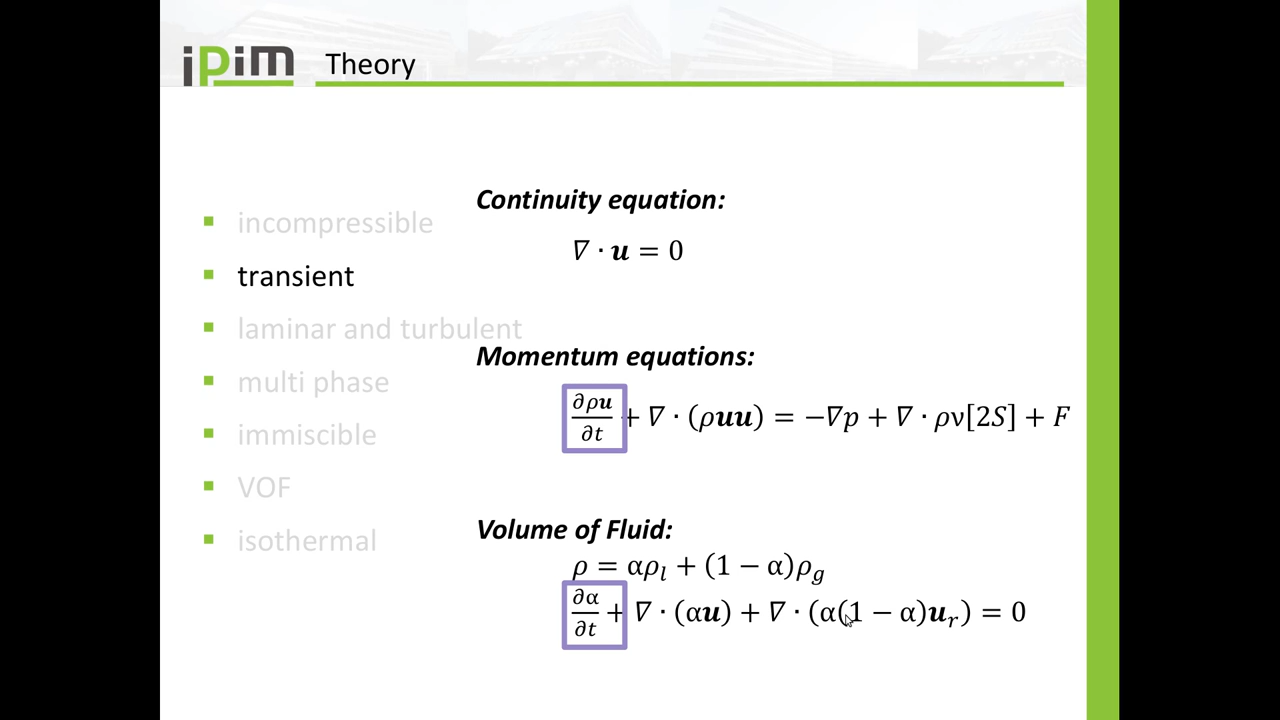 iPim
Theory
incompressible
transient
laminar and turbulent
multi phase
immiscible
VOF
isothermal
Continuity equation:
∇ · u = 0
Momentum equations:
∂ρu/∂t + ∇ · (ρuu) = −∇p + ∇ · ρν[2S] + F
Volume of Fluid:
ρ = αρ_l + (1 − α)ρ_g
∂α/∂t + ∇ · (αu) + ∇ · (α(1 − α)u_r) = 0